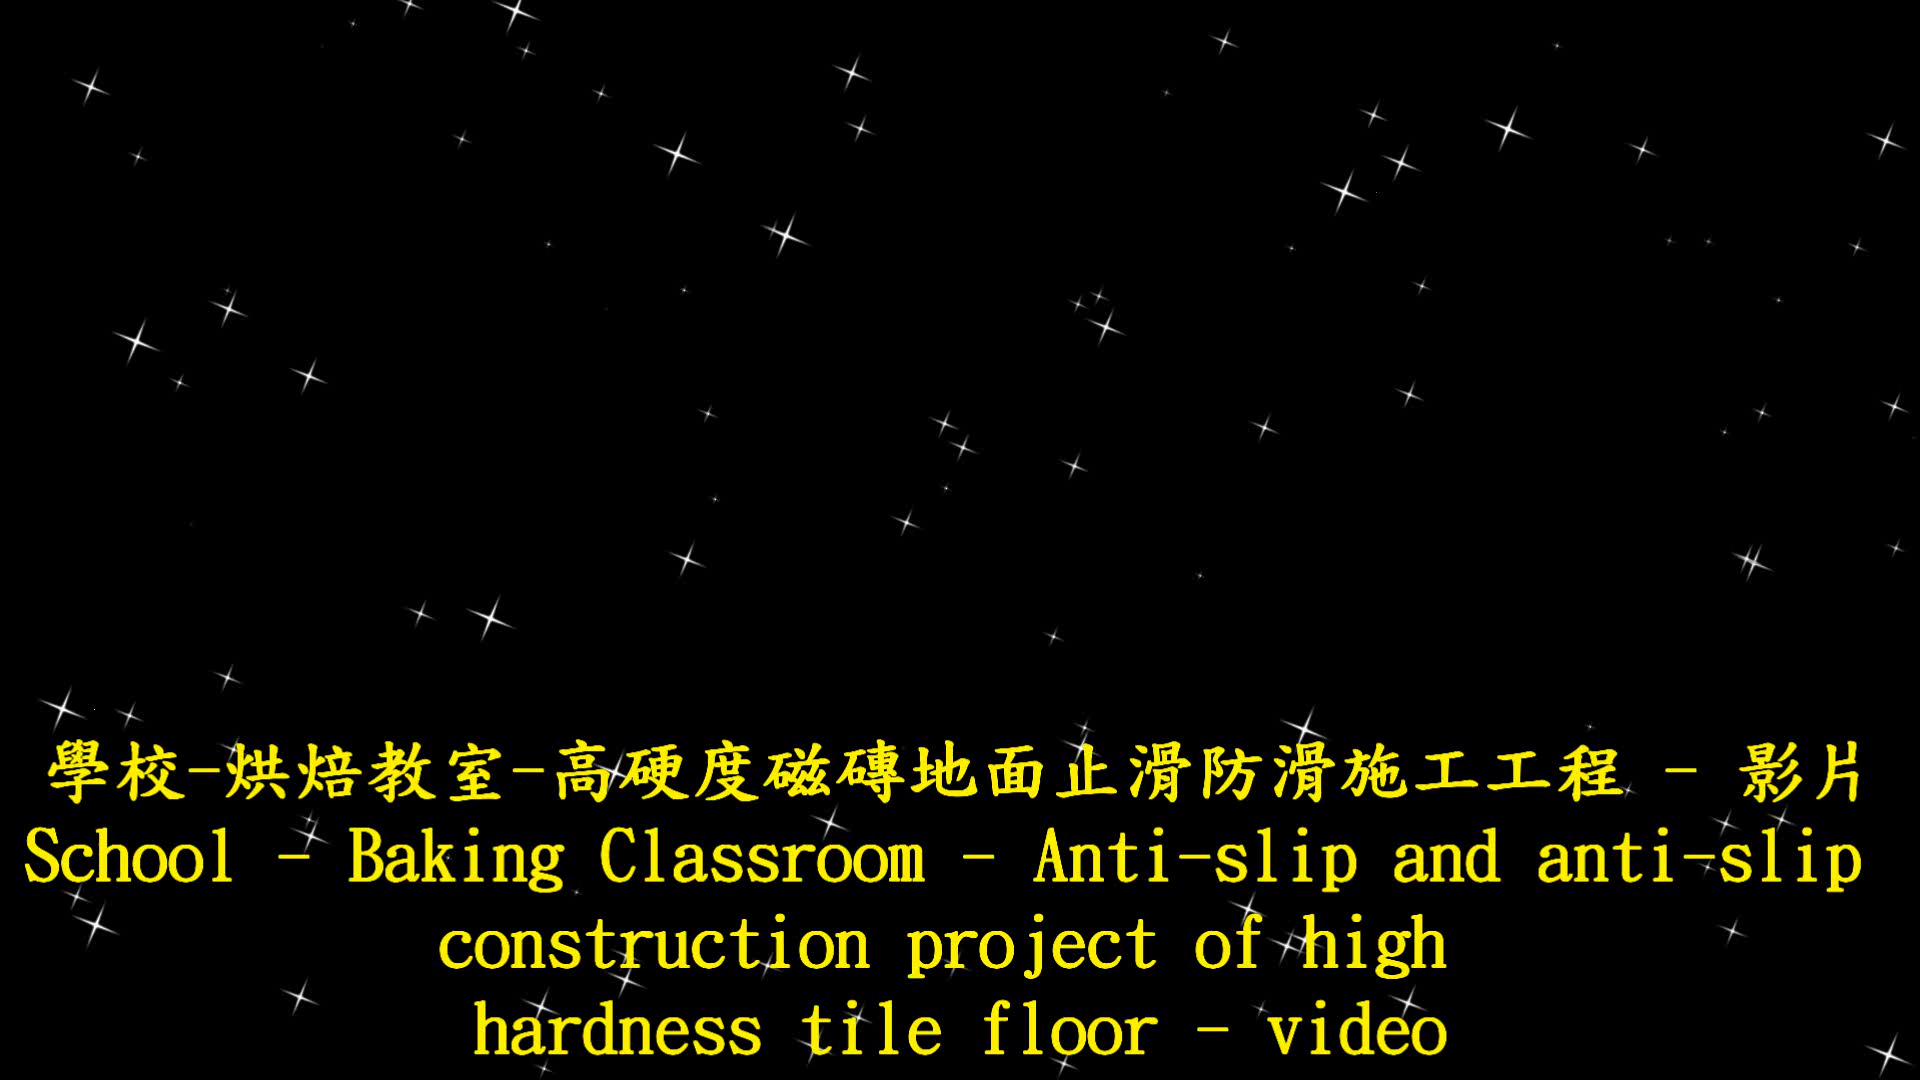 學校-烘焙教室-高硬度磁磚地面止滑防滑施工工程 - 影片
School - Baking Classroom - Anti-slip and anti-slip
construction project of high
hardness tile floor - video